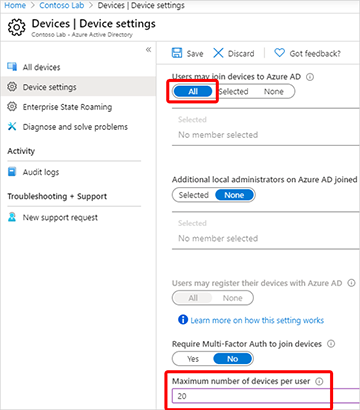 Home > Contoso Lab > Devices | Device settings
Devices | Device settings
Contoso Lab - Azure Active Directory
«
All devices
Device settings
Enterprise State Roaming
Diagnose and solve problems
Activity
Audit logs
Troubleshooting + Support
New support request
Save Discard Got feedback?
Users may join devices to Azure AD
All Selected None
Selected
No member selected
Additional local administrators on Azure AD joined
Selected None
Selected
No member selected
Users may register their devices with Azure AD
All None
Learn more on how this setting works
Require Multi-Factor Auth to join devices
Yes No
Maximum number of devices per user
20